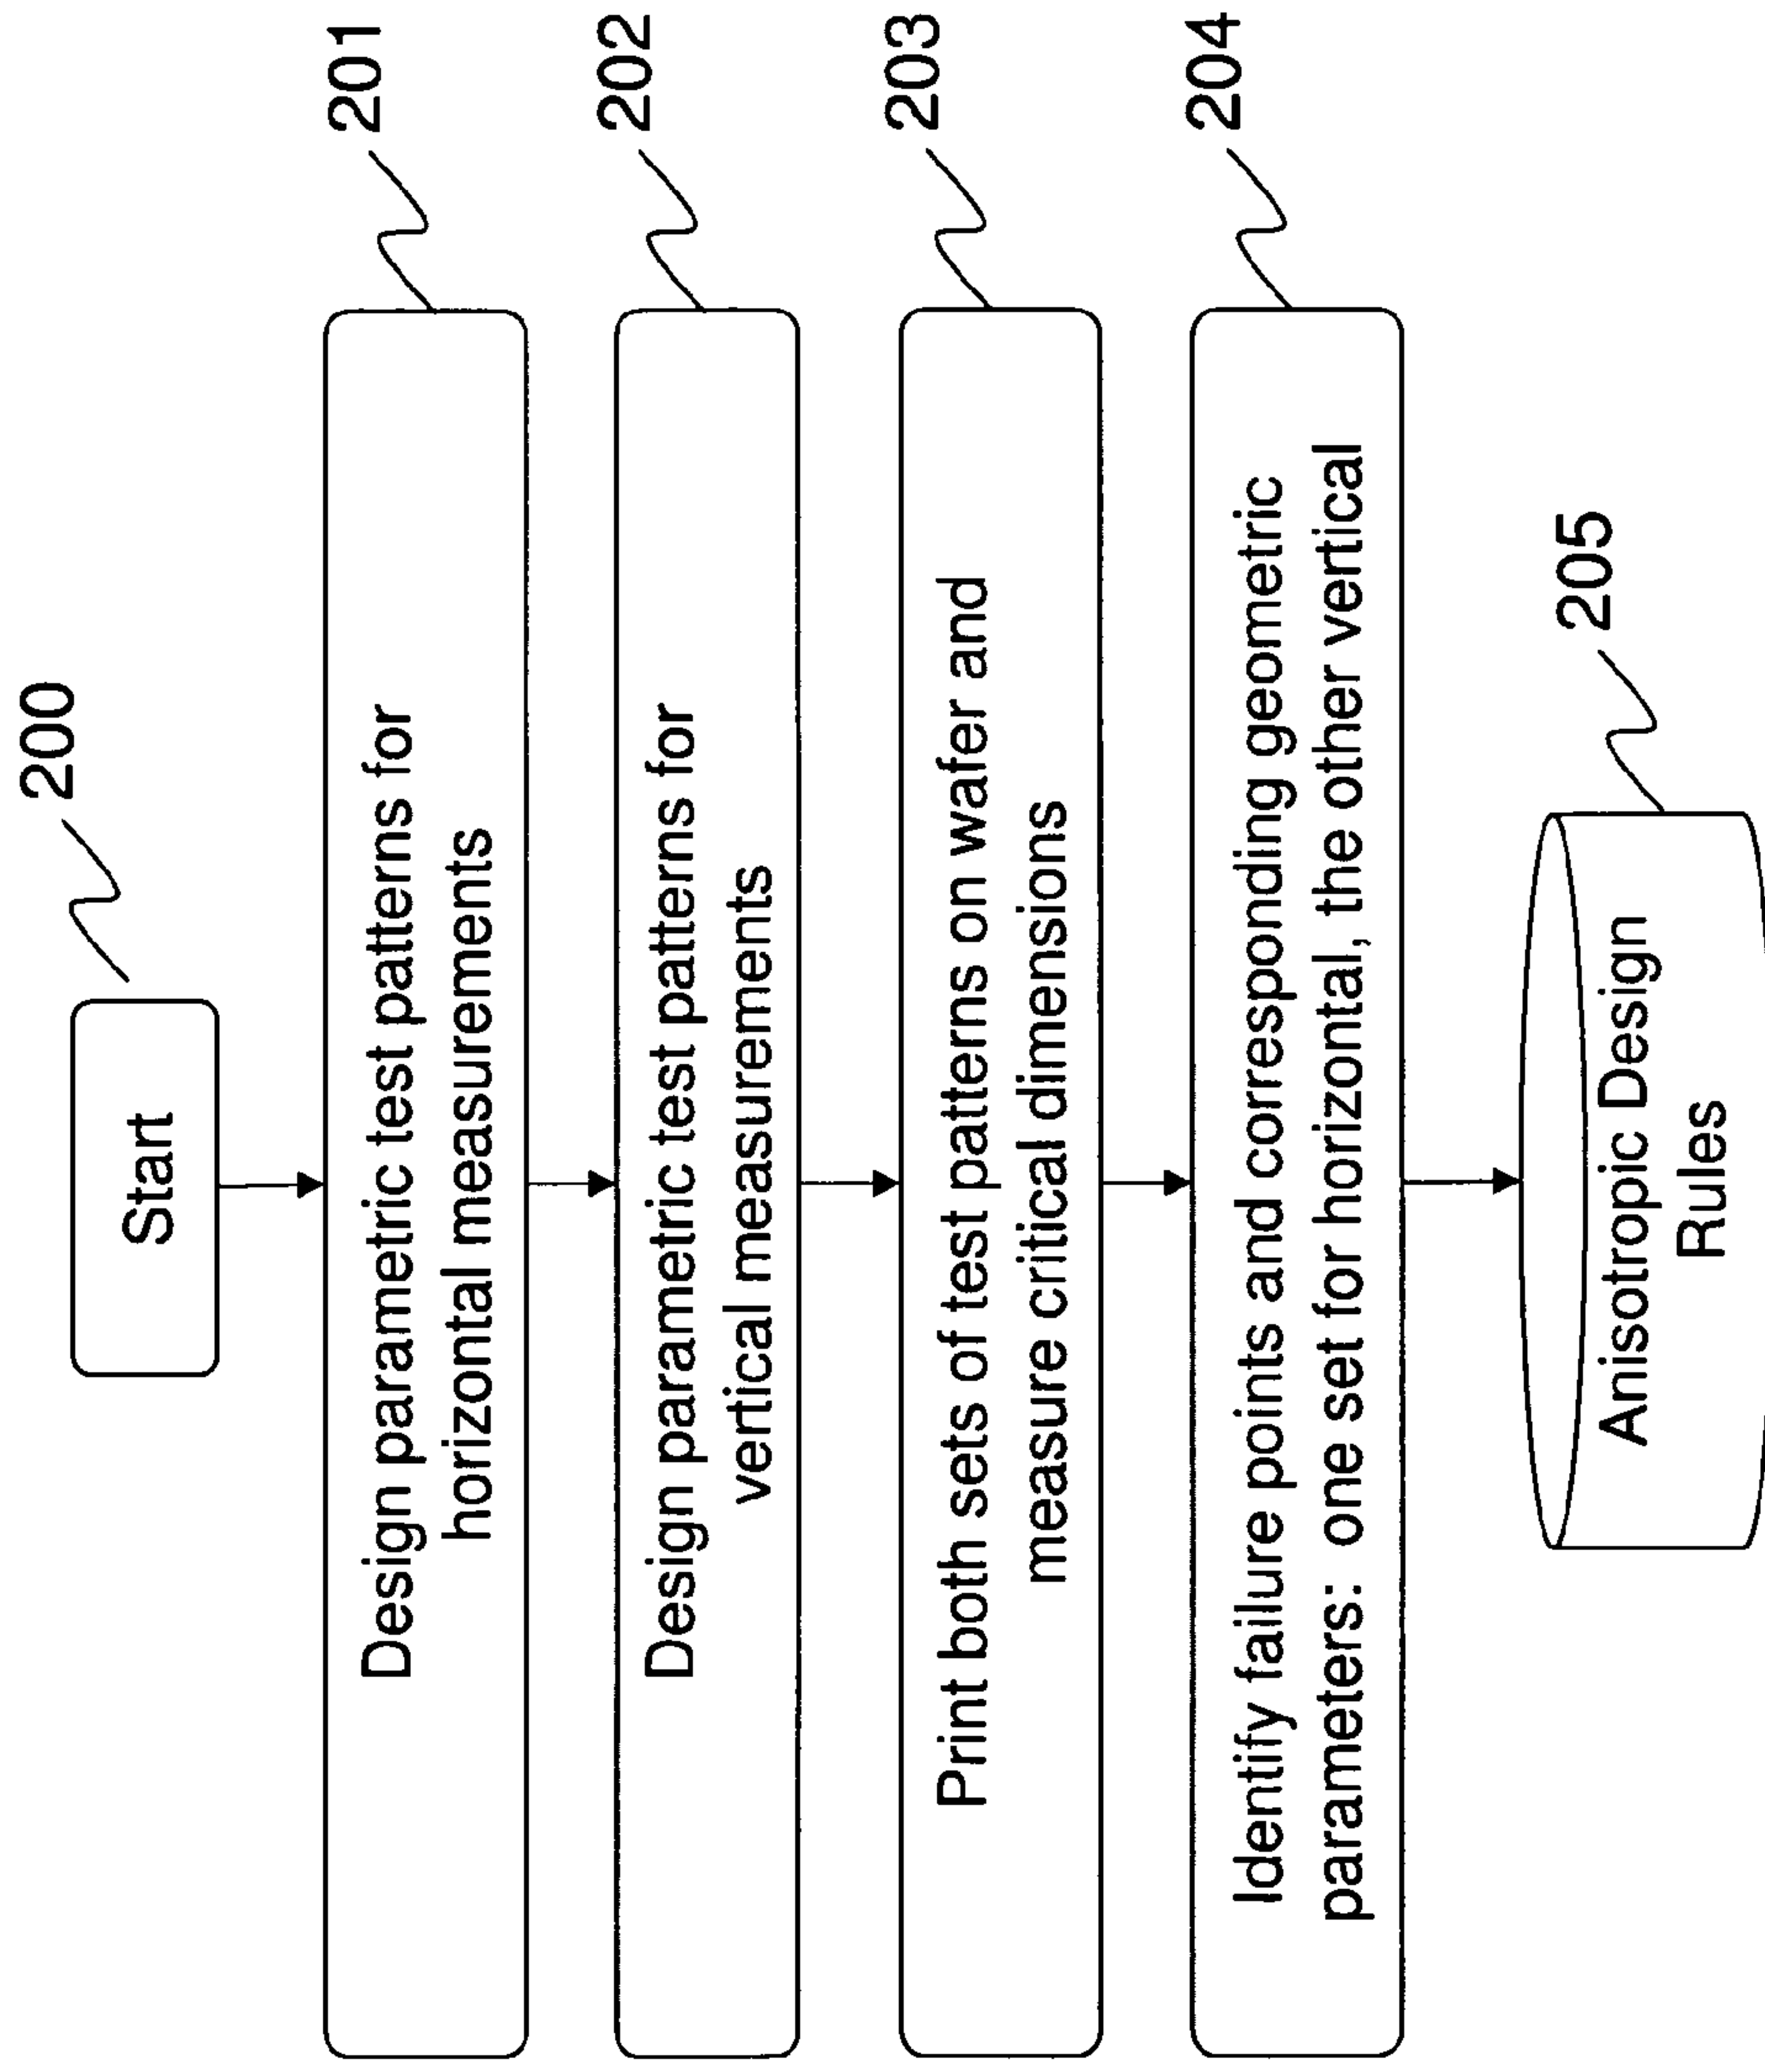 200
Start
201
Design parametric test patterns for
horizontal measurements
202
Design parametric test patterns for
vertical measurements
203
Print both sets of test patterns on wafer and
measure critical dimensions
204
Identify failure points and corresponding geometric
parameters: one set for horizontal, the other vertical
205
Anisotropic Design
Rules